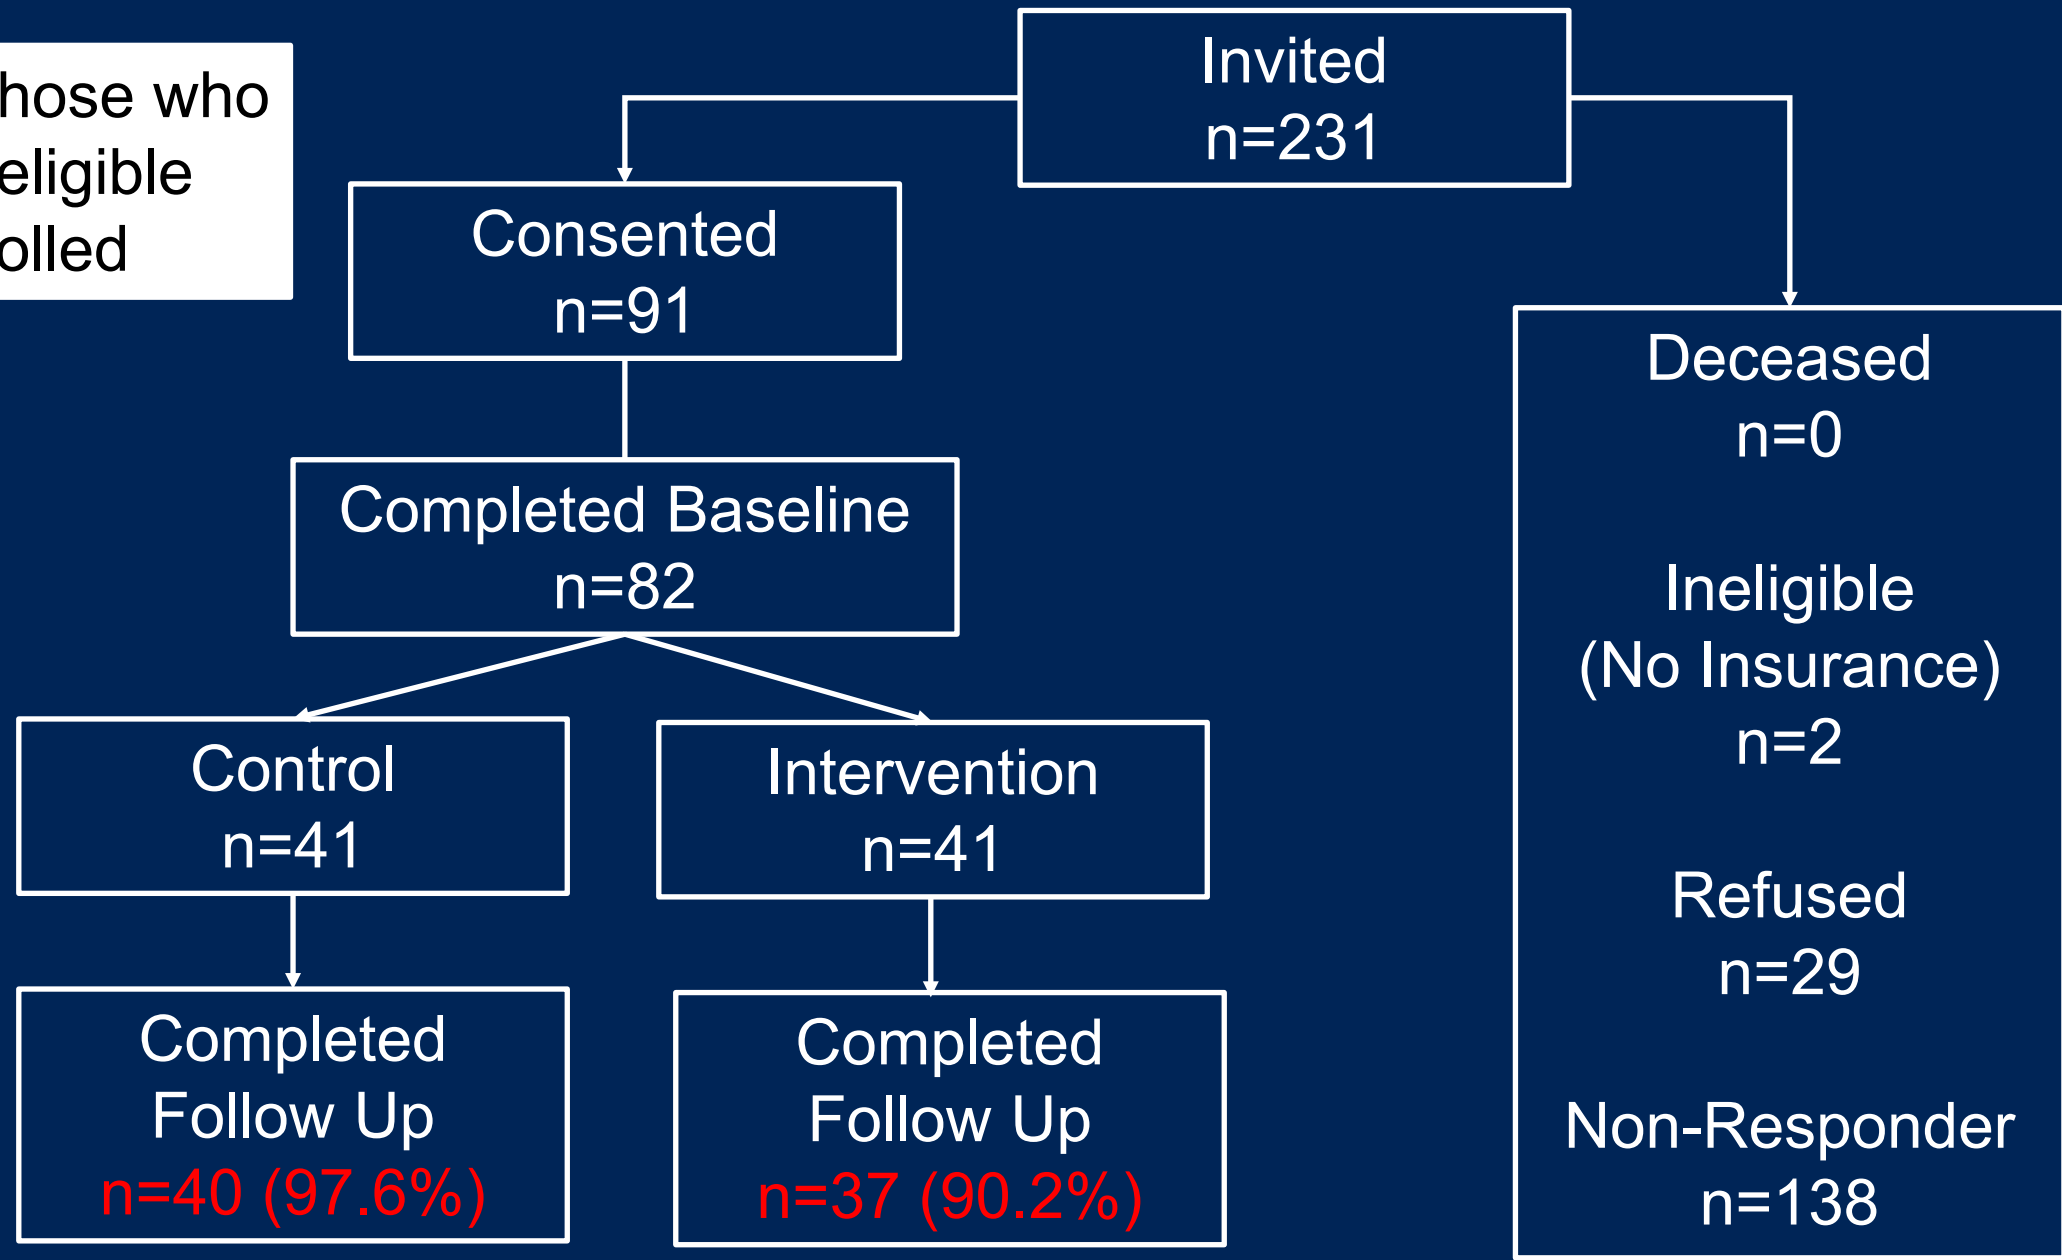 hose who
eligible
olled
Invited
n=231
Consented
n=91
Completed Baseline
n=82
Control
n=41
Intervention
n=41
Completed
Follow Up
n=40 (97.6%)
Completed
Follow Up
n=37 (90.2%)
Deceased
n=0
Ineligible
(No Insurance)
n=2
Refused
n=29
Non-Responder
n=138